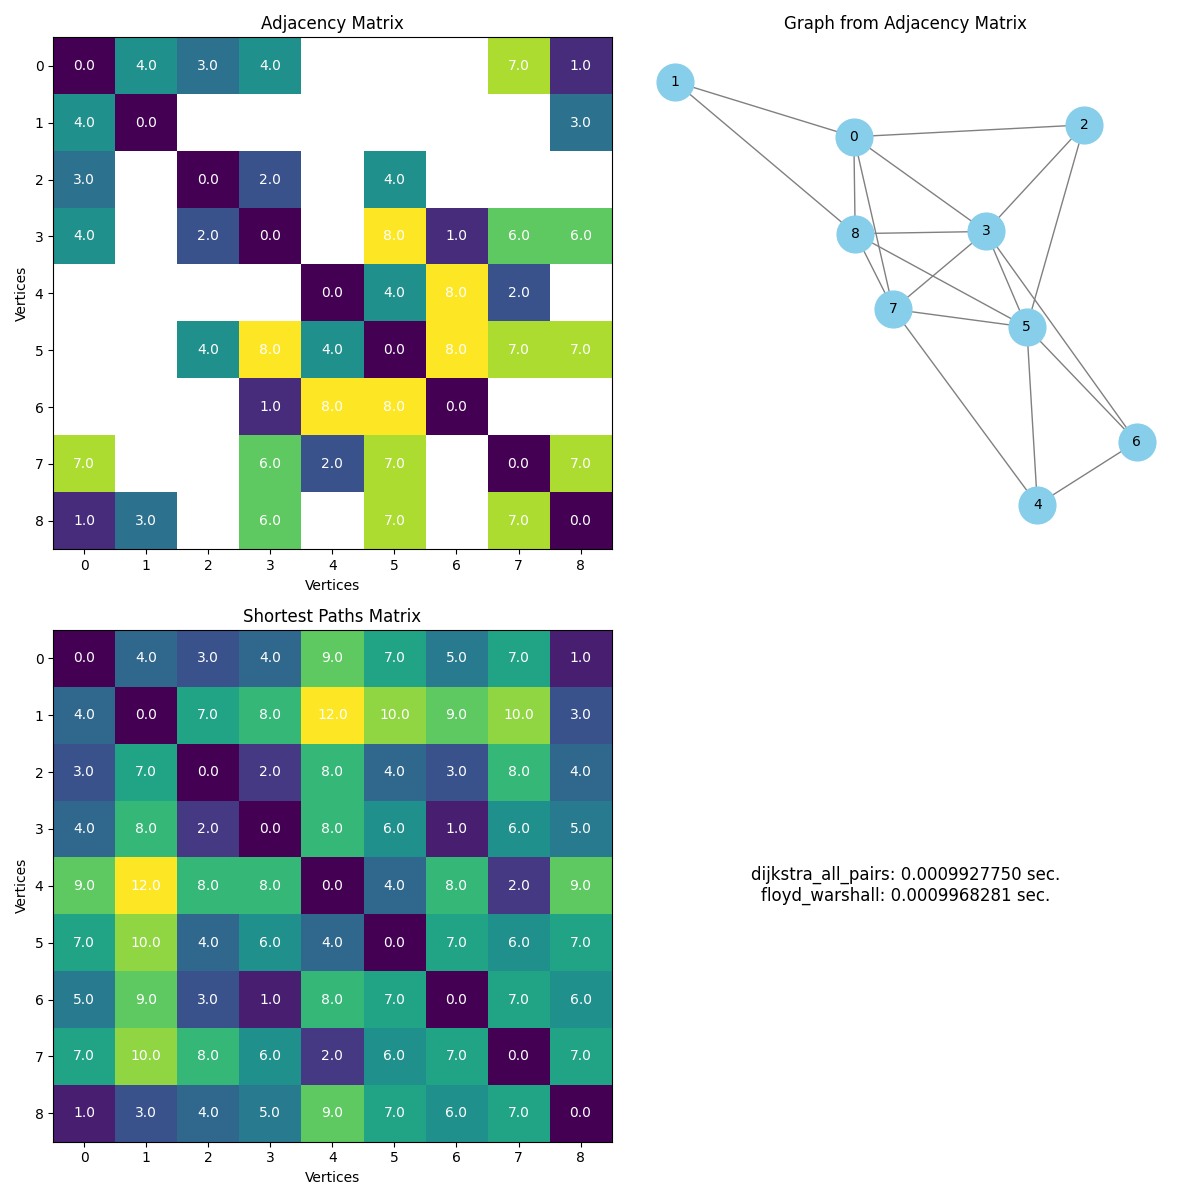 Adjacency Matrix
0 0.0 4.0 3.0 4.0 7.0 1.0
1 4.0 0.0 3.0
2 3.0 0.0 2.0 4.0
3 4.0 2.0 0.0 8.0 1.0 6.0 6.0
4 0.0 4.0 8.0 2.0
5 4.0 8.0 4.0 0.0 8.0 7.0 7.0
6 1.0 8.0 8.0 0.0
7 7.0 6.0 2.0 7.0 0.0 7.0
8 1.0 3.0 6.0 7.0 7.0 0.0
0 1 2 3 4 5 6 7 8
Vertices
Vertices
Graph from Adjacency Matrix
1
2
0
3
8
7
5
6
4
Shortest Paths Matrix
0 0.0 4.0 3.0 4.0 9.0 7.0 5.0 7.0 1.0
1 4.0 0.0 7.0 8.0 12.0 10.0 9.0 10.0 3.0
2 3.0 7.0 0.0 2.0 8.0 4.0 3.0 8.0 4.0
3 4.0 8.0 2.0 0.0 8.0 6.0 1.0 6.0 5.0
4 9.0 12.0 8.0 8.0 0.0 4.0 8.0 2.0 9.0
5 7.0 10.0 4.0 6.0 4.0 0.0 7.0 6.0 7.0
6 5.0 9.0 3.0 1.0 8.0 7.0 0.0 7.0 6.0
7 7.0 10.0 8.0 6.0 2.0 6.0 7.0 0.0 7.0
8 1.0 3.0 4.0 5.0 9.0 7.0 6.0 7.0 0.0
0 1 2 3 4 5 6 7 8
Vertices
Vertices
dijkstra_all_pairs: 0.0009927750 sec.
floyd_warshall: 0.0009968281 sec.